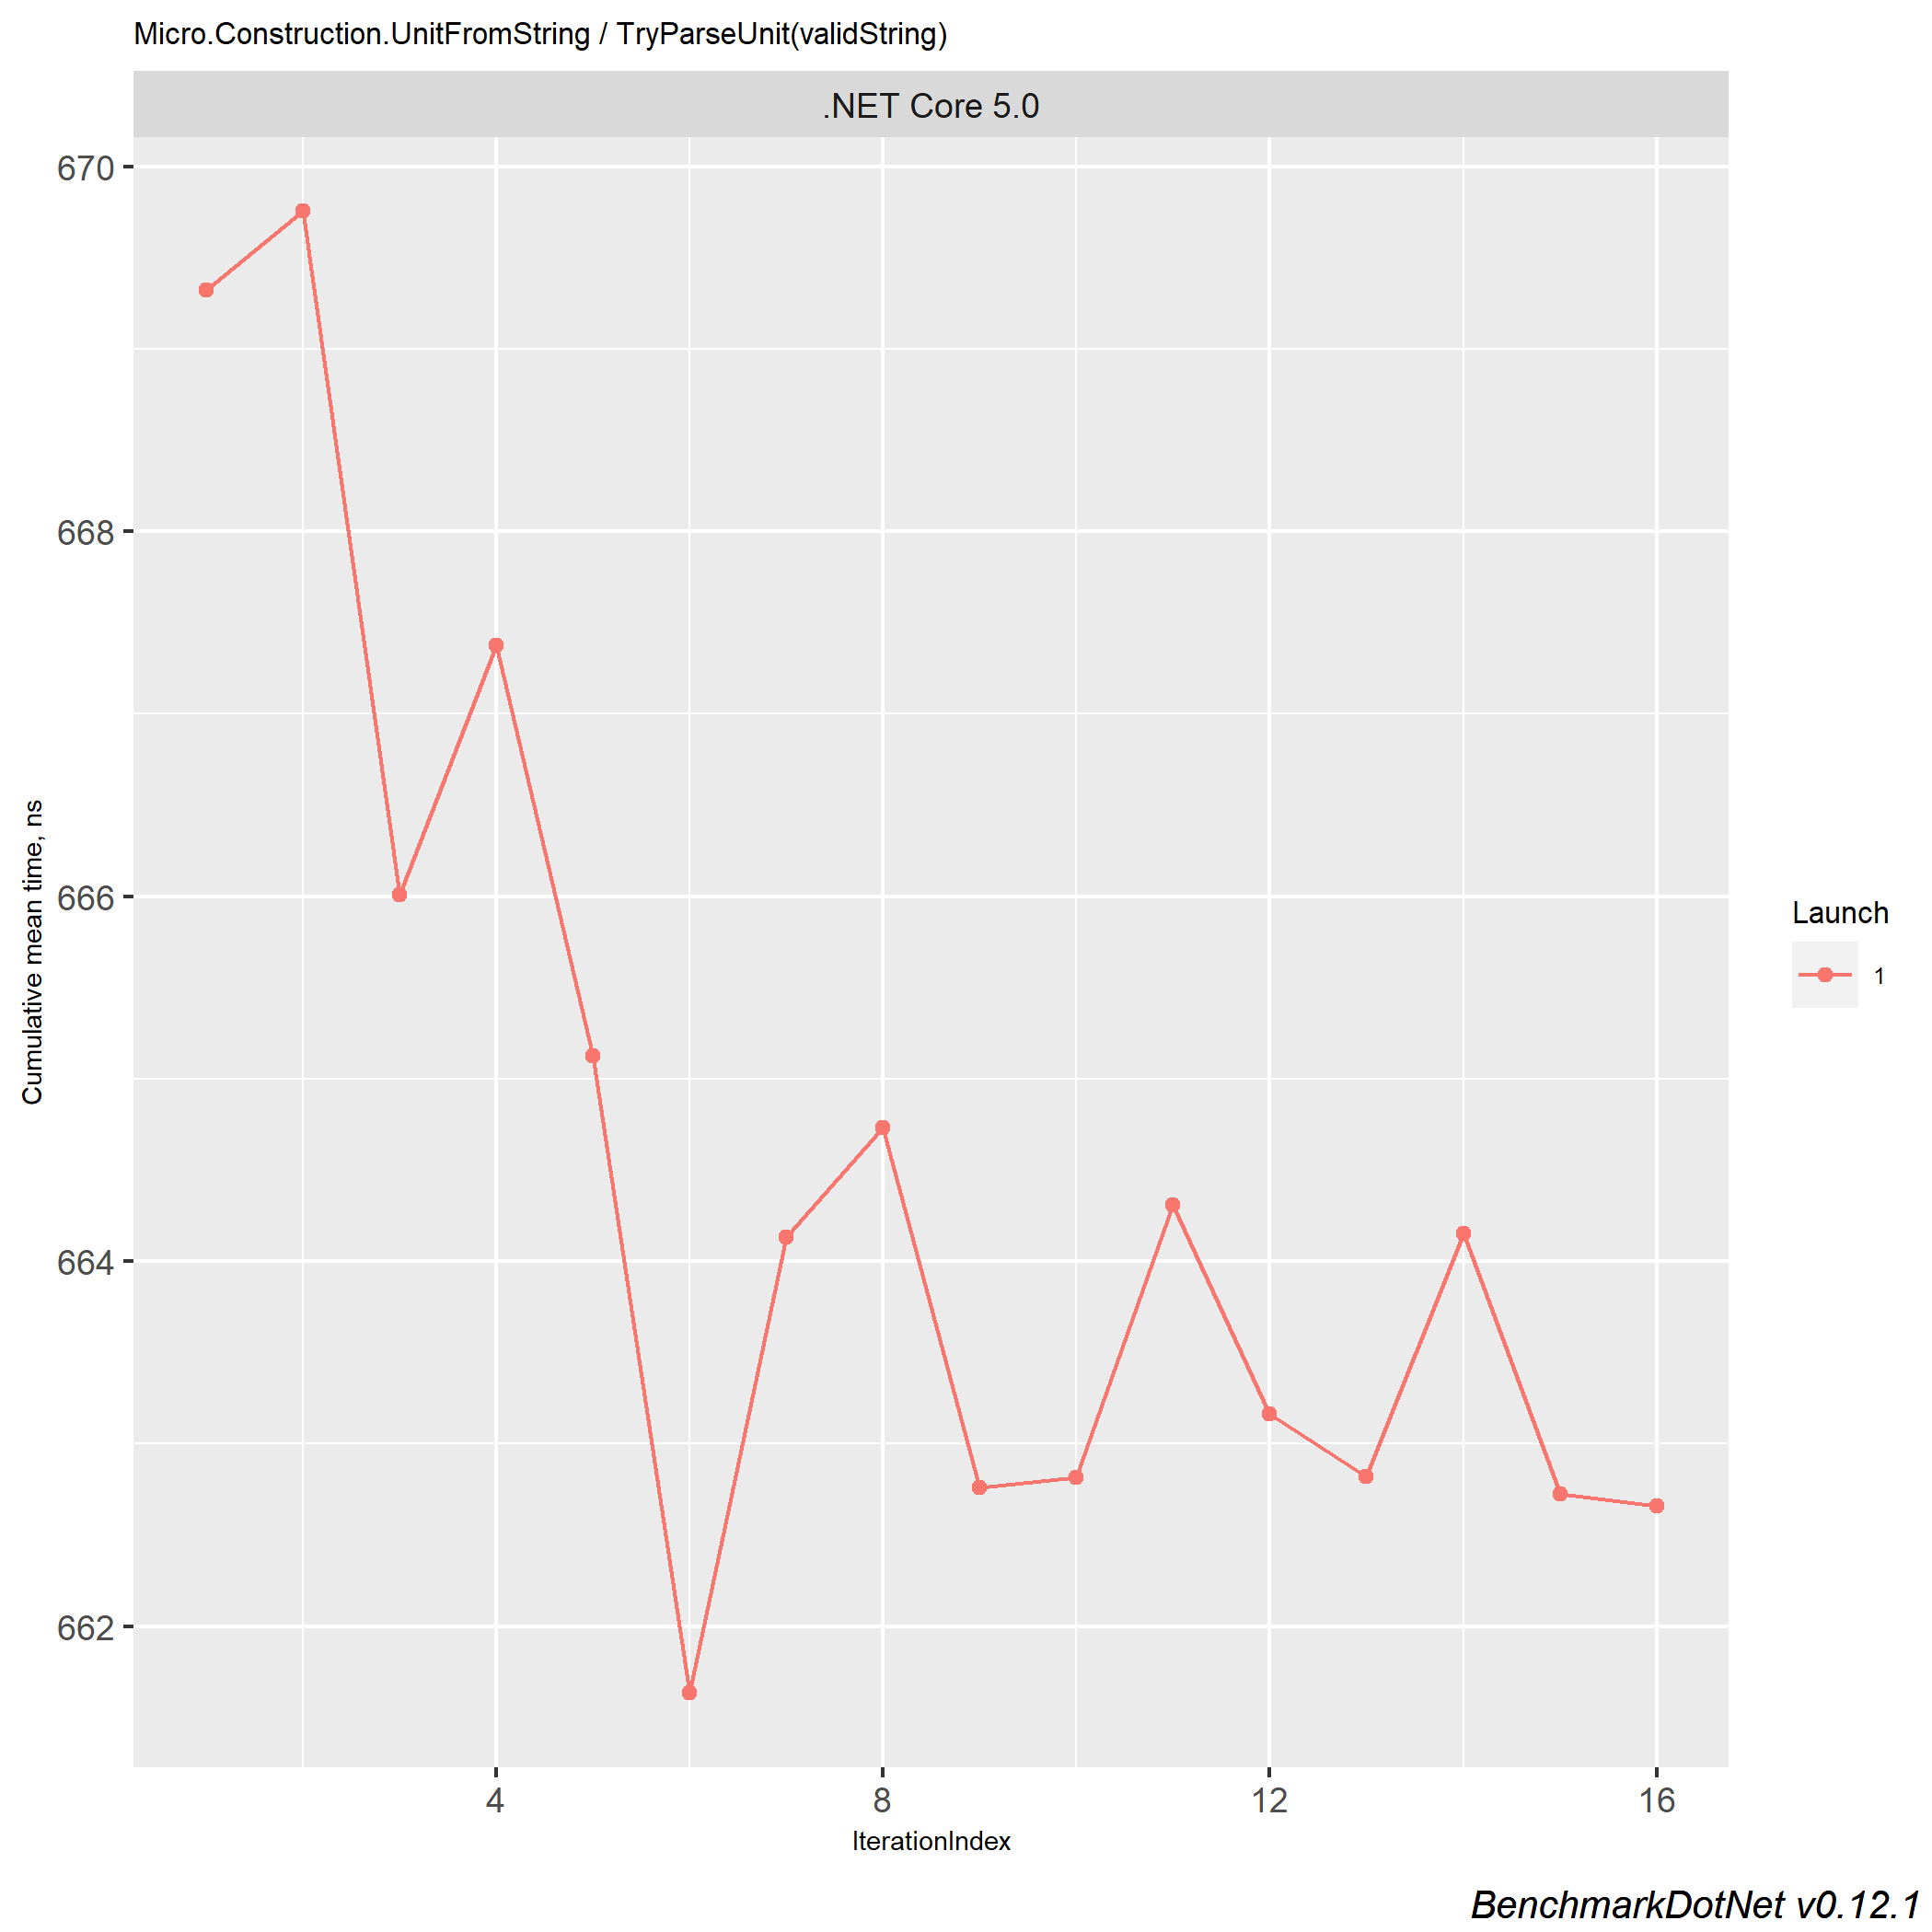 Micro.Construction.UnitFromString / TryParseUnit(validString)
.NET Core 5.0
670
668
666
664
662
Cumulative mean time, ns
4
8
12
16
IterationIndex
Launch
1
BenchmarkDotNet v0.12.1